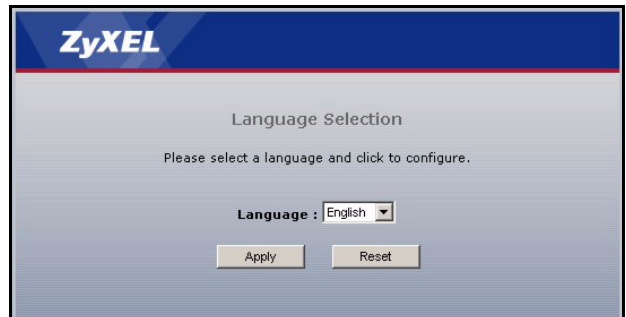 ZyXEL
Language Selection
Please select a language and click to configure.
Language : English
Apply Reset